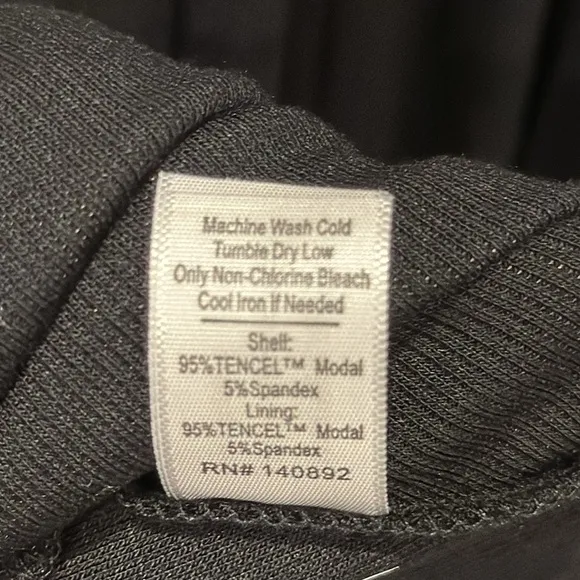 Machine Wash Cold
Tumble Dry Low
Only Non-Chlorine Bleach
Cool Iron If Needed
Shell:
95%TENCEL™ Modal
5%Spandex
Lining:
95%TENCEL™ Modal
5%Spandex
RN# 140892